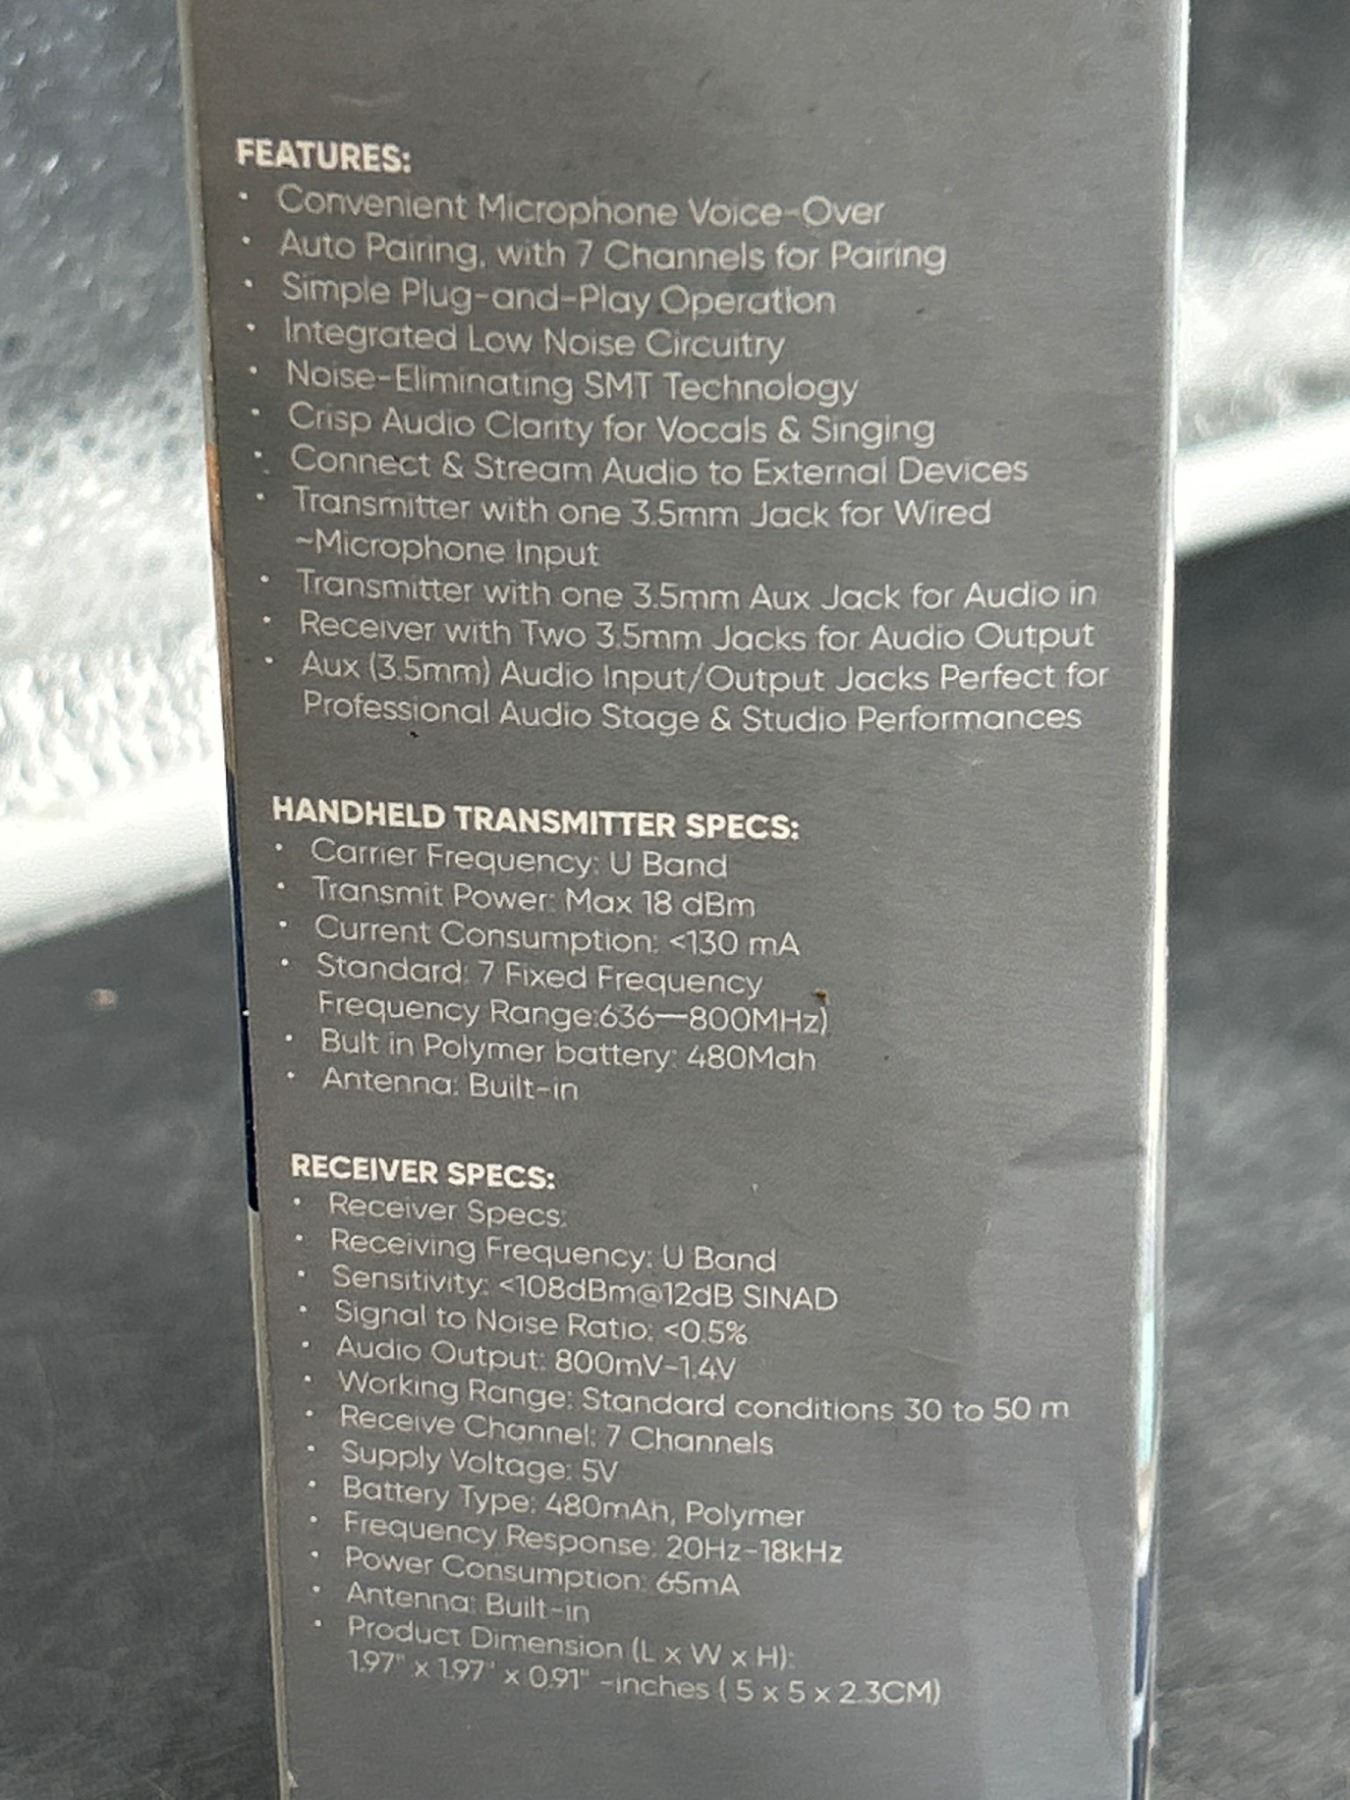 FEATURES:
• Convenient Microphone Voice-Over
• Auto Pairing, with 7 Channels for Pairing
• Simple Plug-and-Play Operation
• Integrated Low Noise Circuitry
• Noise-Eliminating SMT Technology
• Crisp Audio Clarity for Vocals & Singing
• Connect & Stream Audio to External Devices
• Transmitter with one 3.5mm Jack for Wired
~Microphone Input
• Transmitter with one 3.5mm Aux Jack for Audio in
• Receiver with Two 3.5mm Jacks for Audio Output
• Aux (3.5mm) Audio Input/Output Jacks Perfect for
Professional Audio Stage & Studio Performances
HANDHELD TRANSMITTER SPECS:
• Carrier Frequency: U Band
• Transmit Power: Max 18 dBm
• Current Consumption: <130 mA
• Standard: 7 Fixed Frequency
Frequency Range:636—800MHz)
• Bult in Polymer battery: 480Mah
• Antenna: Built-in
RECEIVER SPECS:
• Receiver Specs:
• Receiving Frequency: U Band
• Sensitivity: <108dBm@12dB SINAD
• Signal to Noise Ratio: <0.5%
• Audio Output: 800mV-1.4V
• Working Range: Standard conditions 30 to 50 m
• Receive Channel: 7 Channels
• Supply Voltage: 5V
• Battery Type: 480mAh, Polymer
• Frequency Response: 20Hz-18kHz
• Power Consumption: 65mA
• Antenna: Built-in
• Product Dimension (L x W x H):
1.97" x 1.97" x 0.91" -inches ( 5 x 5 x 2.3CM)